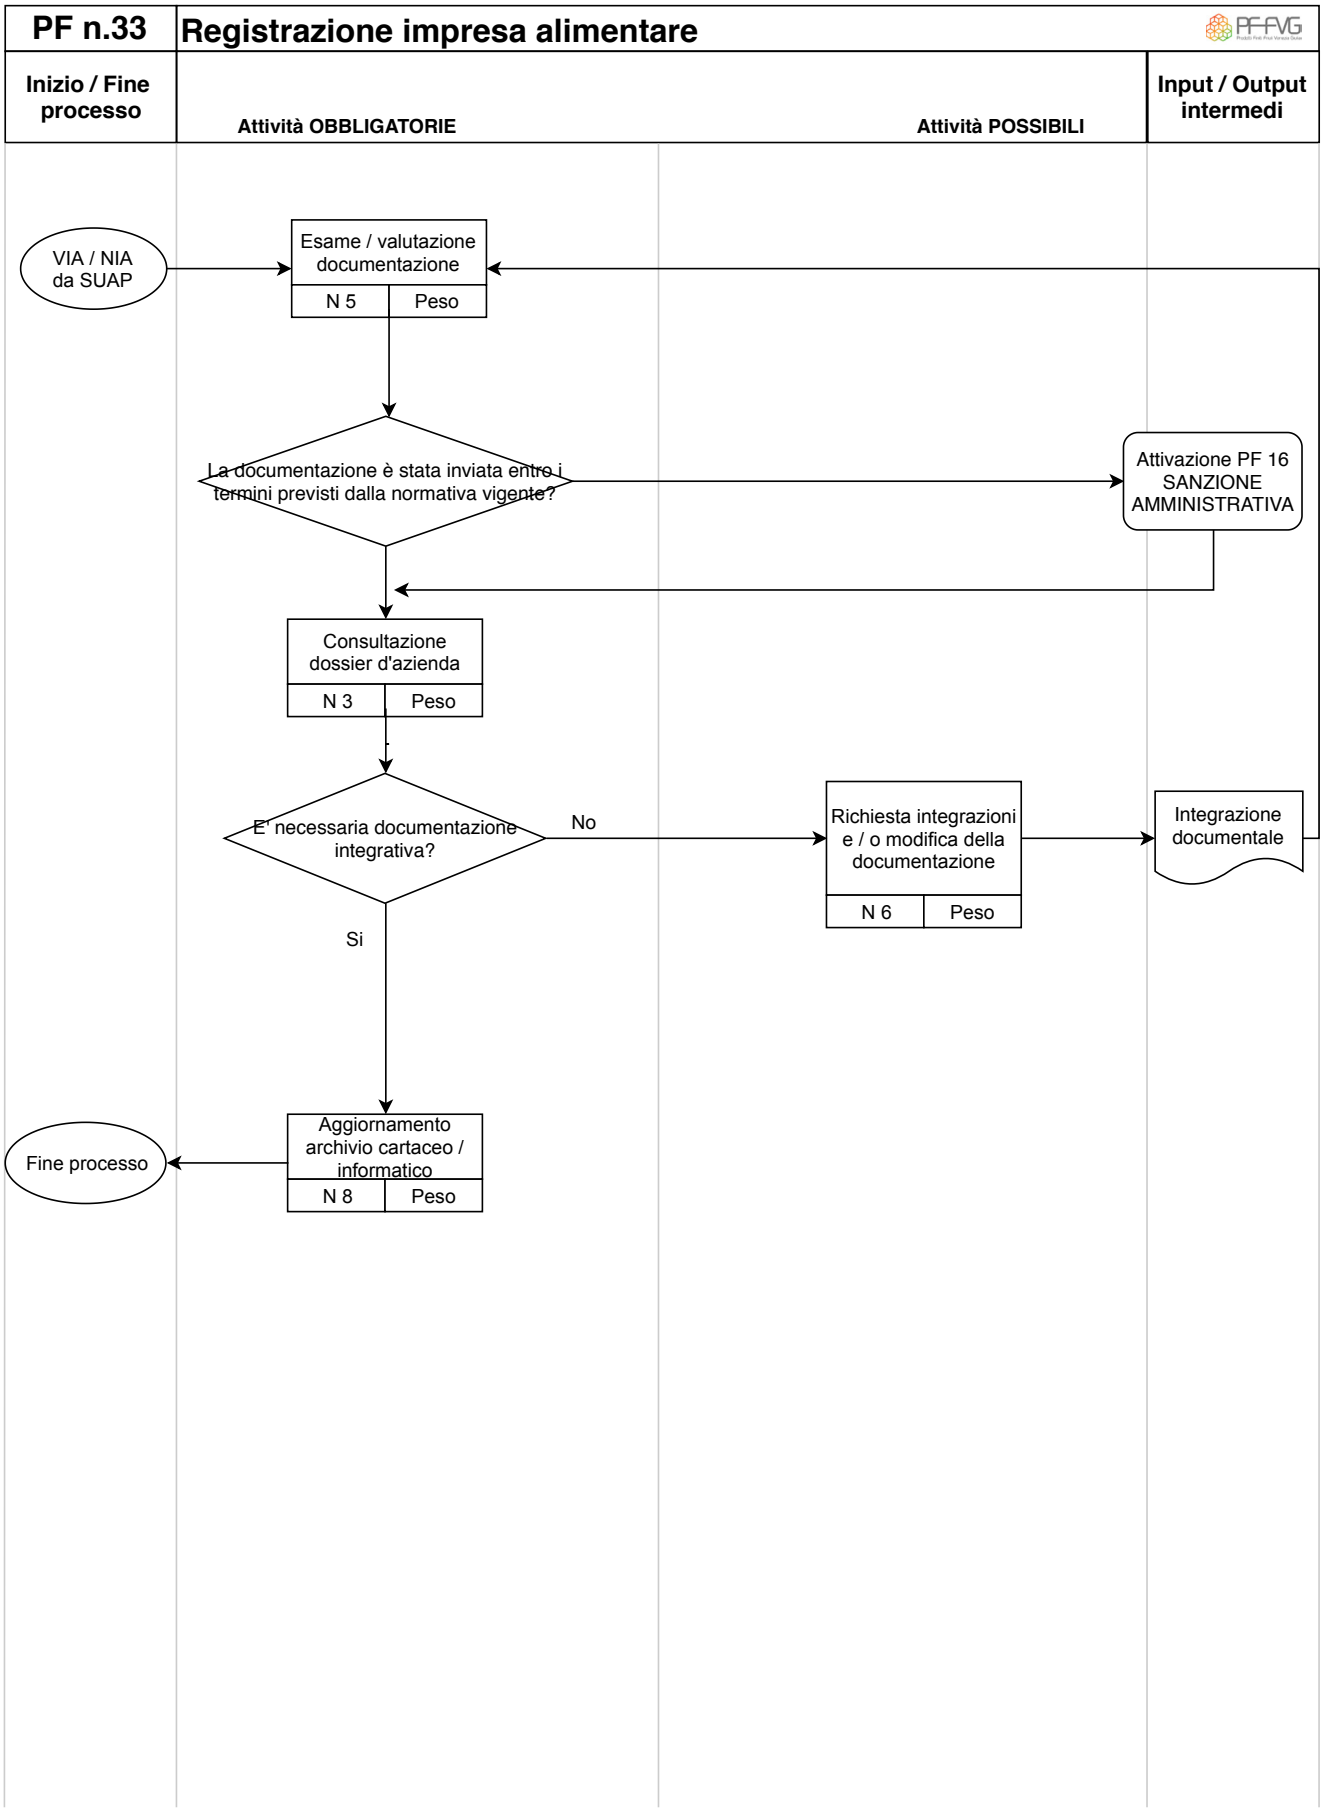 PF n.33
Registrazione impresa alimentare
PF-FVG
Inizio / Fine
processo
Attività OBBLIGATORIE
Attività POSSIBILI
Input / Output
intermedi
VIA / NIA
da SUAP
Esame / valutazione
documentazione
N 5
Peso
La documentazione è stata inviata entro i
termini previsti dalla normativa vigente?
Attivazione PF 16
SANZIONE
AMMINISTRATIVA
Consultazione
dossier d'azienda
N 3
Peso
-
E' necessaria documentazione
integrativa?
No
Richiesta integrazioni
e / o modifica della
documentazione
N 6
Peso
Integrazione
documentale
Si
Aggiornamento
archivio cartaceo /
informatico
N 8
Peso
Fine processo